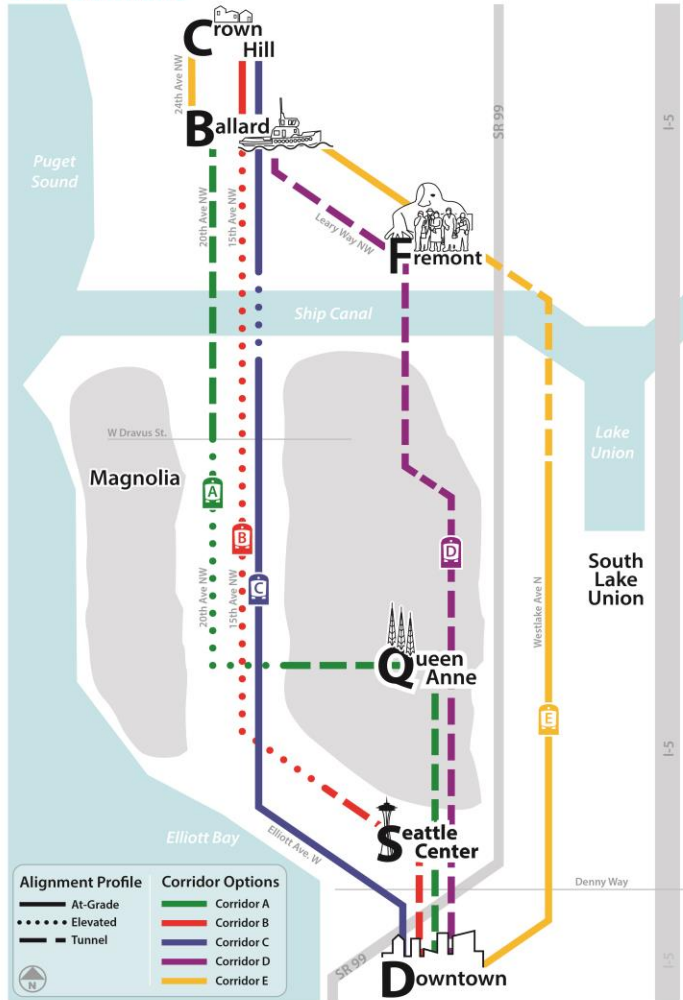 Crown
Hill
24th Ave NW
Ballard
SR 99
I-5
Puget
Sound
20th Ave NW
15th Ave NW
Leary Way NW
Fremont
Ship Canal
W Dravus St.
Lake
Union
Magnolia
A
B
D
C
South
Lake
Union
20th Ave NW
15th Ave NW
Westlake Ave N
Queen
Anne
E
I-5
Seattle
Center
Elliott Bay
Elliott Ave. W
Denny Way
Alignment Profile
At-Grade
Elevated
Tunnel
N
Corridor Options
Corridor A
Corridor B
Corridor C
Corridor D
Corridor E
SR 99
Downtown
I-5